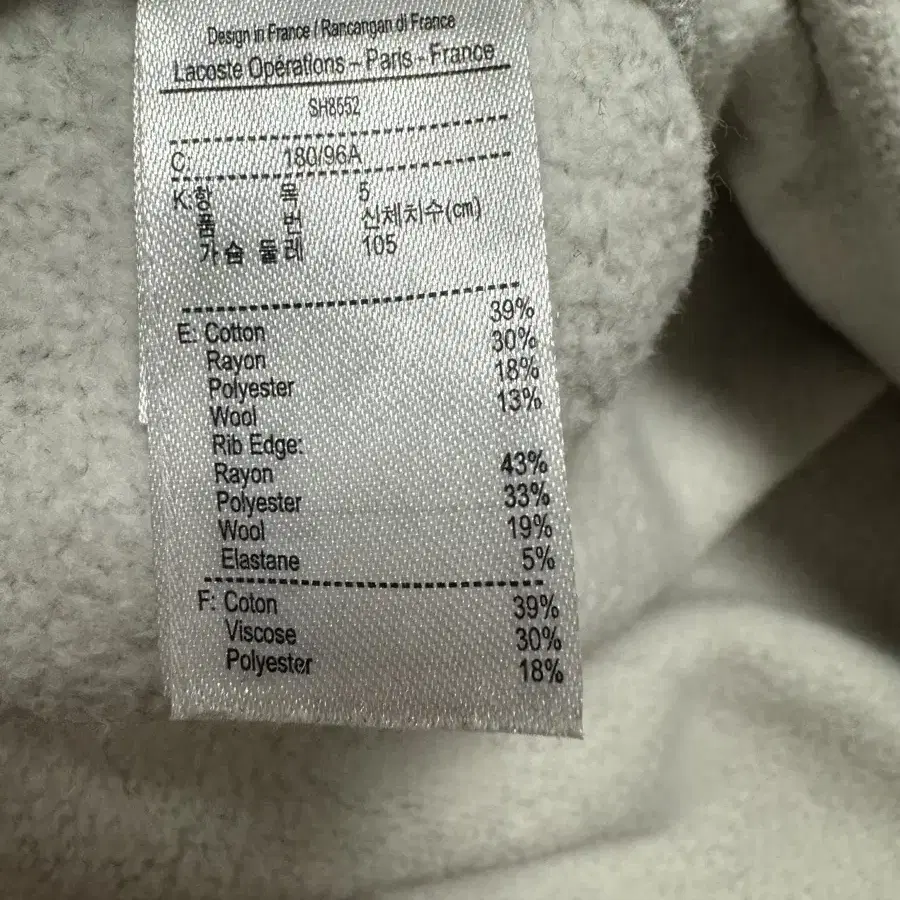 Design in France / Rancangan di France
Lacoste Opérations - Paris - France
SH8552
C: 180/96A
K: 항 목 5
품 번 신체치수(cm)
가슴 둘레 105
E: Cotton 39%
Rayon 30%
Polyester 18%
Wool 13%
Rib Edge:
Rayon 43%
Polyester 33%
Wool 19%
Elastane 5%
F: Coton 39%
Viscose 30%
Polyester 18%